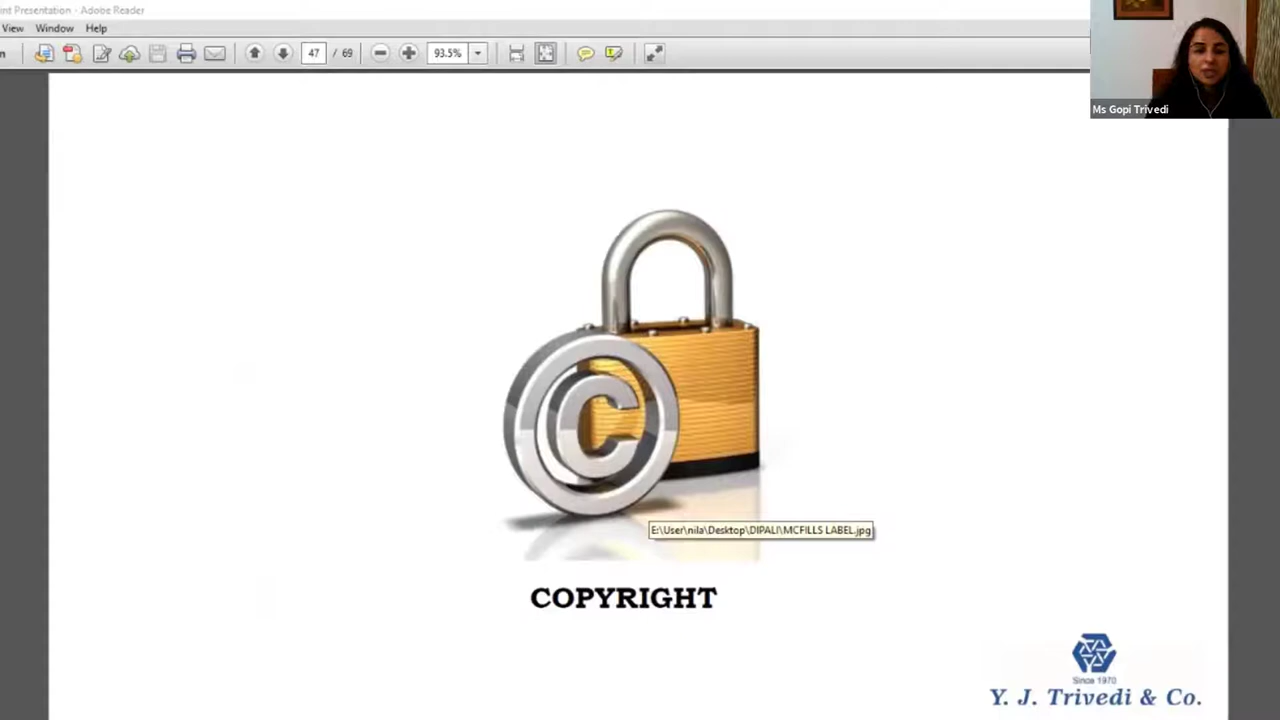 int Presentation - Adobe Reader
View Window Help
47 / 69 93.5%
Ms Gopi Trivedi
C
E:\User\nila\Desktop\DIPALI\MCFILLS LABEL.jpg
COPYRIGHT
Since 1970
Y. J. Trivedi & Co.